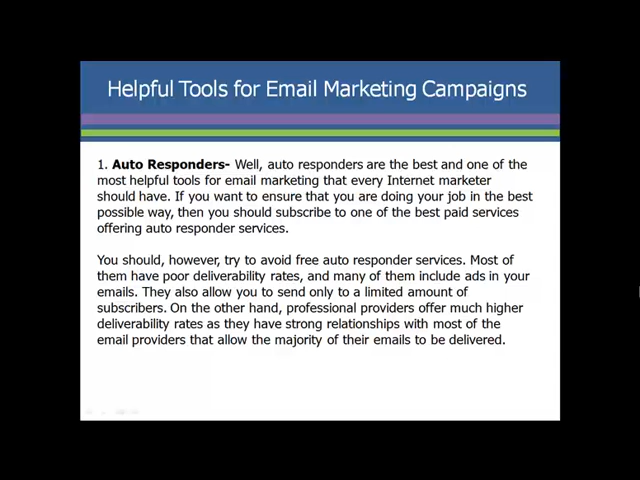 Helpful Tools for Email Marketing Campaigns
1. Auto Responders- Well, auto responders are the best and one of the
most helpful tools for email marketing that every Internet marketer
should have. If you want to ensure that you are doing your job in the best
possible way, then you should subscribe to one of the best paid services
offering auto responder services.
You should, however, try to avoid free auto responder services. Most of
them have poor deliverability rates, and many of them include ads in your
emails. They also allow you to send only to a limited amount of
subscribers. On the other hand, professional providers offer much higher
deliverability rates as they have strong relationships with most of the
email providers that allow the majority of their emails to be delivered.